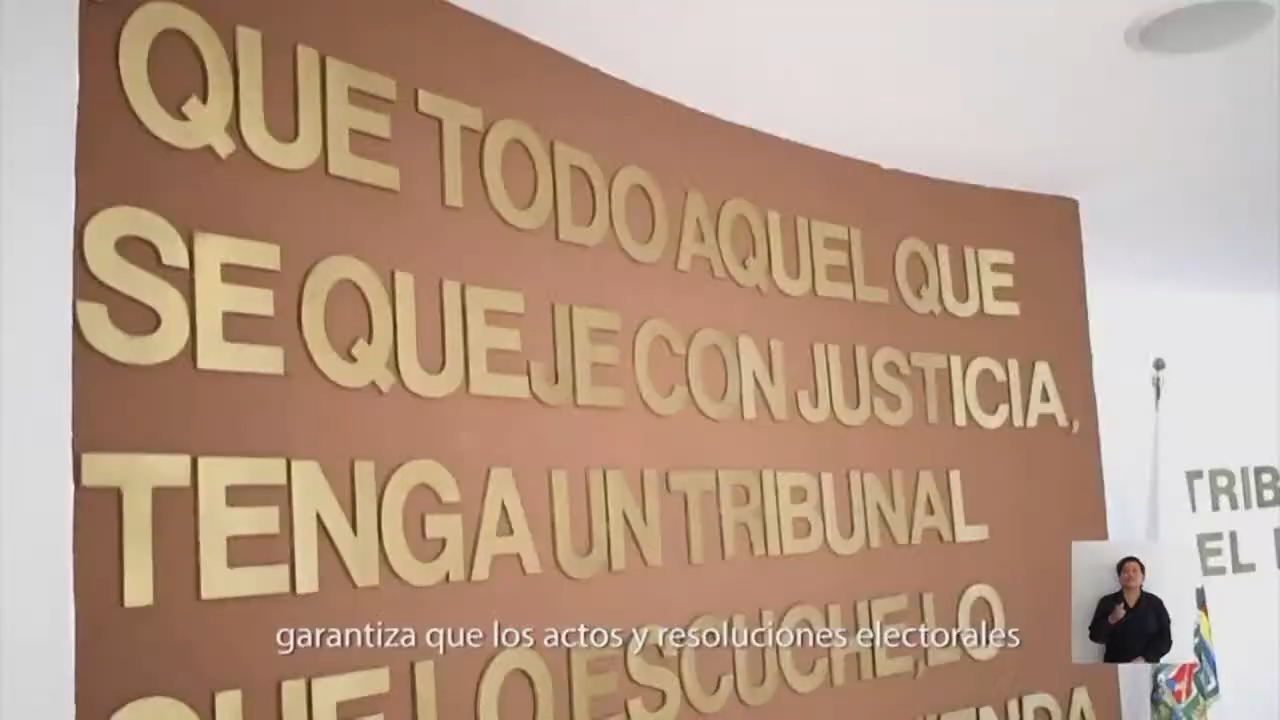 QUE TODO AQUEL QUE
SE QUEJE CON JUSTICIA,
TENGA UN TRIBUNAL
QUE LO ESCUCHE, LO
garantiza que los actos y resoluciones electorales
TRIB
EL